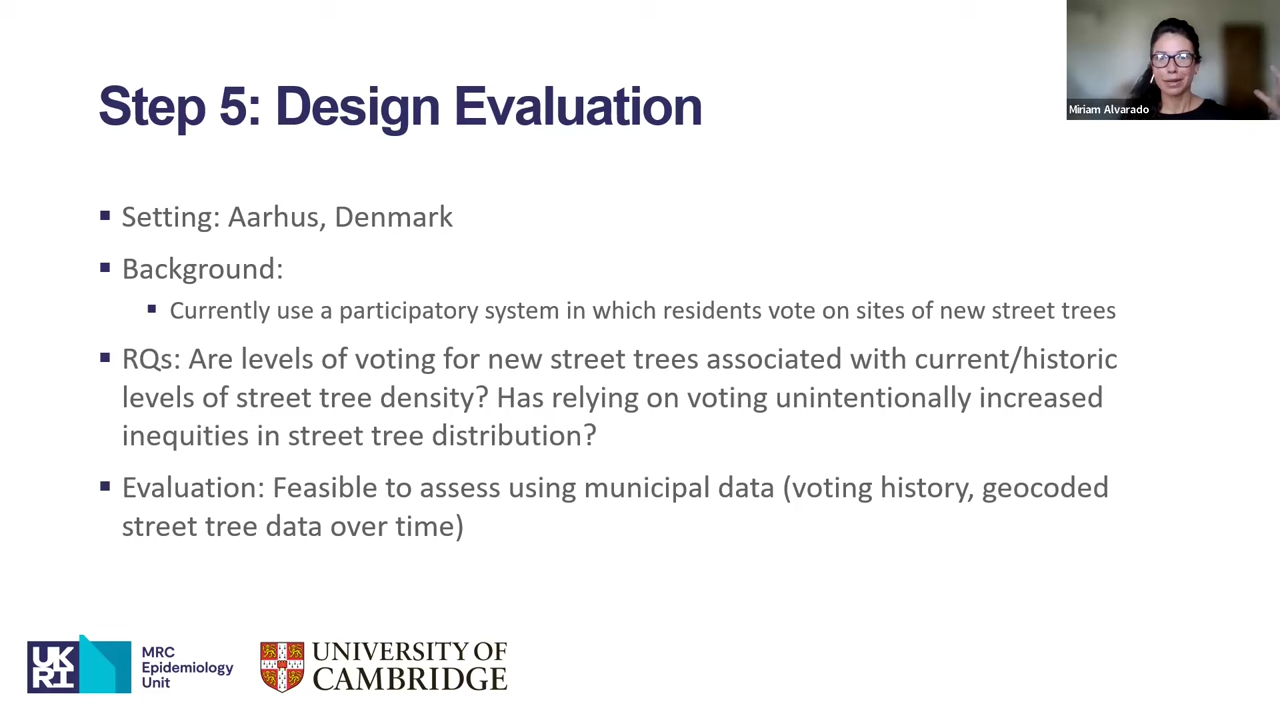 Step 5: Design Evaluation
Miriam Alvarado
Setting: Aarhus, Denmark
Background:
Currently use a participatory system in which residents vote on sites of new street trees
RQs: Are levels of voting for new street trees associated with current/historic
levels of street tree density? Has relying on voting unintentionally increased
inequities in street tree distribution?
Evaluation: Feasible to assess using municipal data (voting history, geocoded
street tree data over time)
UK
RI
MRC
Epidemiology
Unit
UNIVERSITY OF
CAMBRIDGE